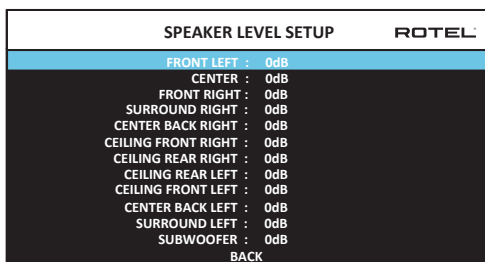 SPEAKER LEVEL SETUP ROTEL
FRONT LEFT : 0dB
CENTER : 0dB
FRONT RIGHT : 0dB
SURROUND RIGHT : 0dB
CENTER BACK RIGHT : 0dB
CEILING FRONT RIGHT : 0dB
CEILING REAR RIGHT : 0dB
CEILING REAR LEFT : 0dB
CEILING FRONT LEFT : 0dB
CENTER BACK LEFT : 0dB
SURROUND LEFT : 0dB
SUBWOOFER : 0dB
BACK